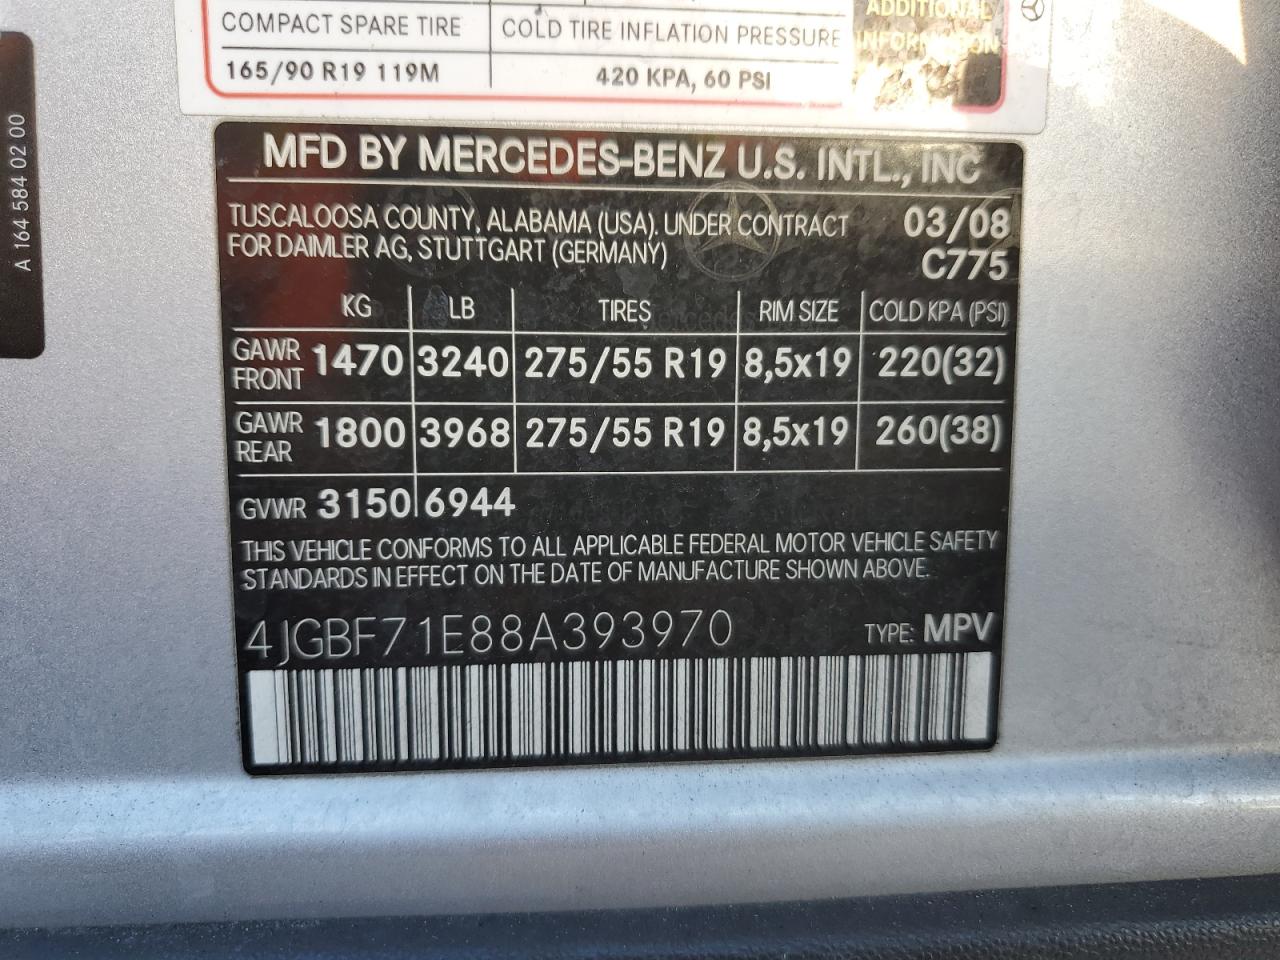 ADDITIONAL
COMPACT SPARE TIRE COLD TIRE INFLATION PRESSURE INFORMATION
165/90 R19 119M 420 KPA, 60 PSI
A 164 584 02 00
MFD BY MERCEDES-BENZ U.S. INTL., INC
TUSCALOOSA COUNTY, ALABAMA (USA). UNDER CONTRACT 03/08
FOR DAIMLER AG, STUTTGART (GERMANY) C775
KG LB TIRES RIM SIZE COLD KPA (PSI)
GAWR FRONT 1470 3240 275/55 R19 8,5x19 220(32)
GAWR REAR 1800 3968 275/55 R19 8,5x19 260(38)
GVWR 3150 6944
THIS VEHICLE CONFORMS TO ALL APPLICABLE FEDERAL MOTOR VEHICLE SAFETY
STANDARDS IN EFFECT ON THE DATE OF MANUFACTURE SHOWN ABOVE.
4JGBF71E88A393970 TYPE: MPV